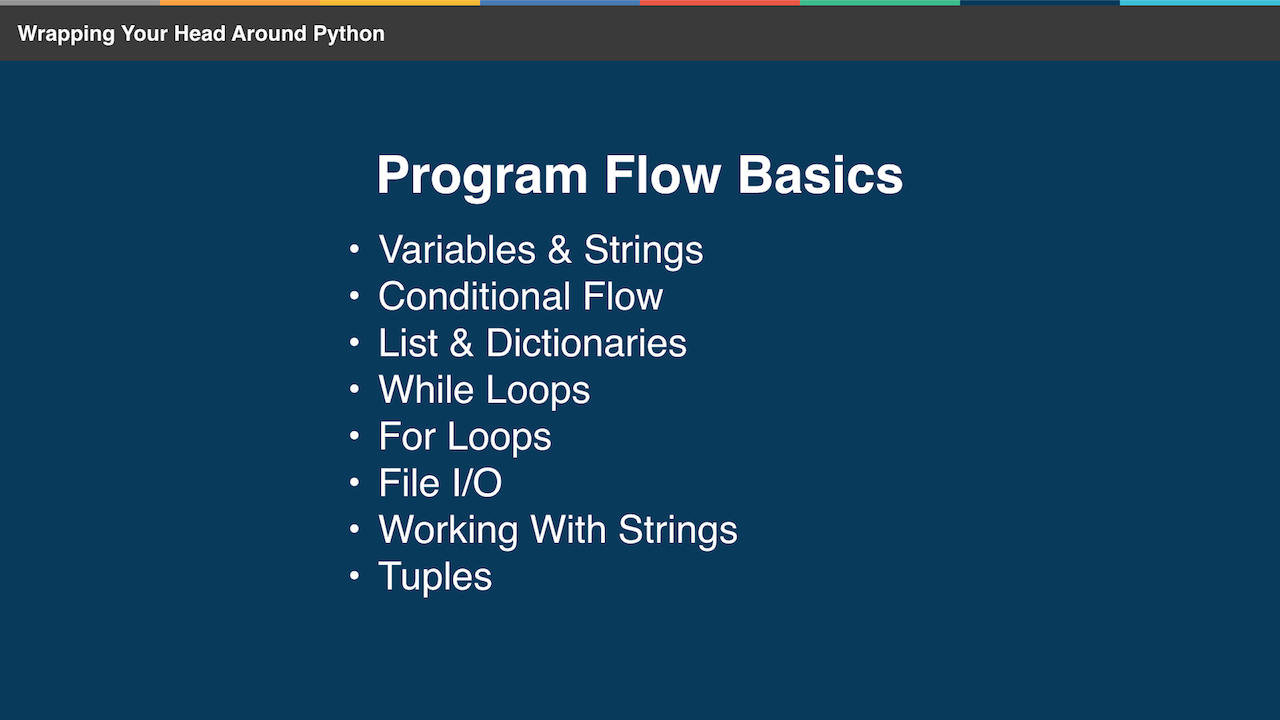 Wrapping Your Head Around Python
Program Flow Basics
• Variables & Strings
• Conditional Flow
• List & Dictionaries
• While Loops
• For Loops
• File I/O
• Working With Strings
• Tuples